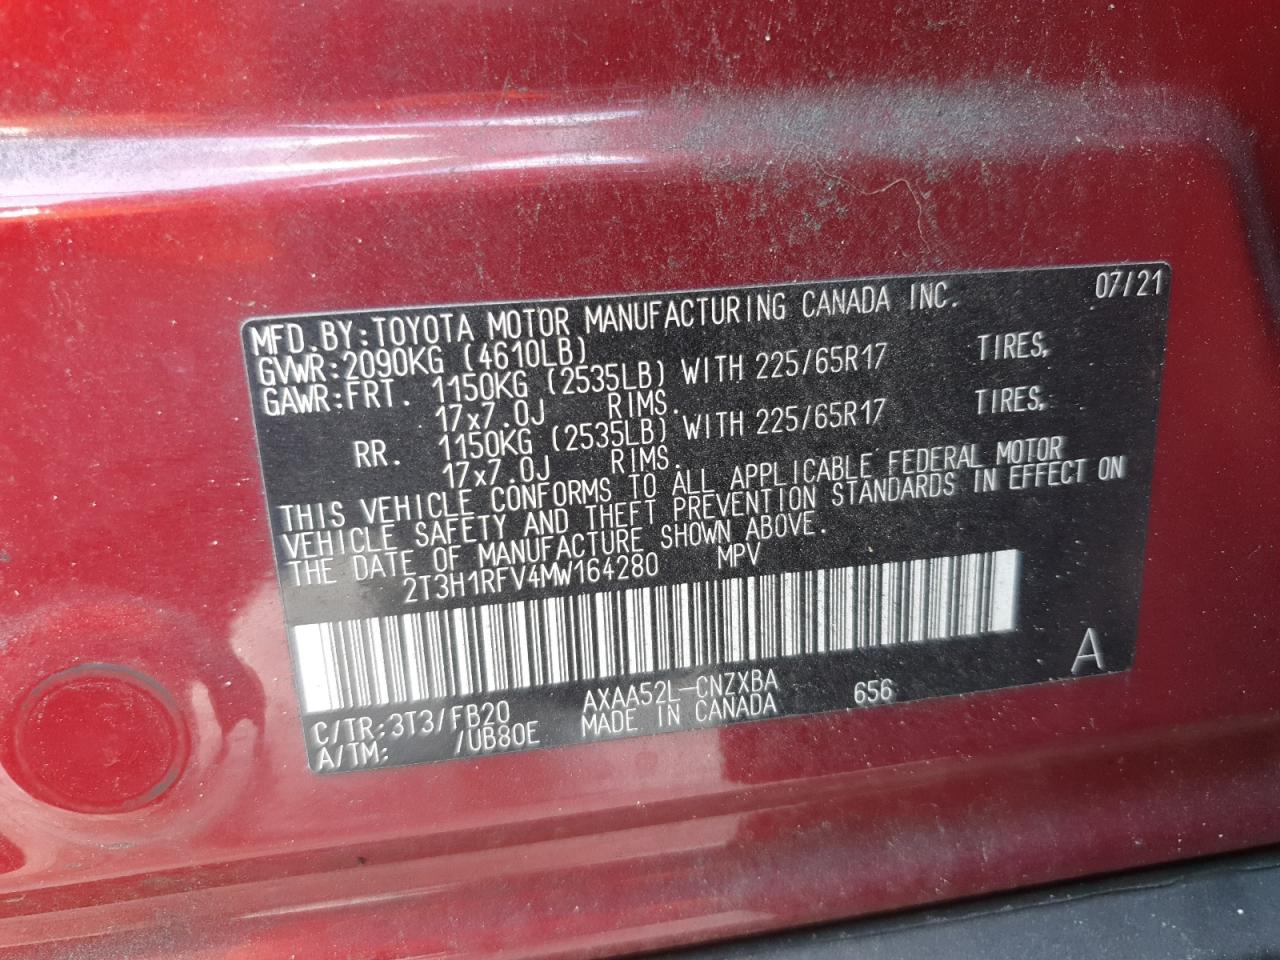 MFD.BY:TOYOTA MOTOR MANUFACTURING CANADA INC. 07/21
GVWR:2090KG (4610LB)
GAWR:FRT. 1150KG (2535LB) WITH 225/65R17 TIRES,
17x7.0J RIMS.
RR. 1150KG (2535LB) WITH 225/65R17 TIRES,
17x7.0J RIMS.
THIS VEHICLE CONFORMS TO ALL APPLICABLE FEDERAL MOTOR
VEHICLE SAFETY AND THEFT PREVENTION STANDARDS IN EFFECT ON
THE DATE OF MANUFACTURE SHOWN ABOVE.
2T3H1RFV4MW164280 MPV
C/TR:3T3/FB20 AXAA52L-CNZXBA 656 A
A/TM: /UB80E MADE IN CANADA